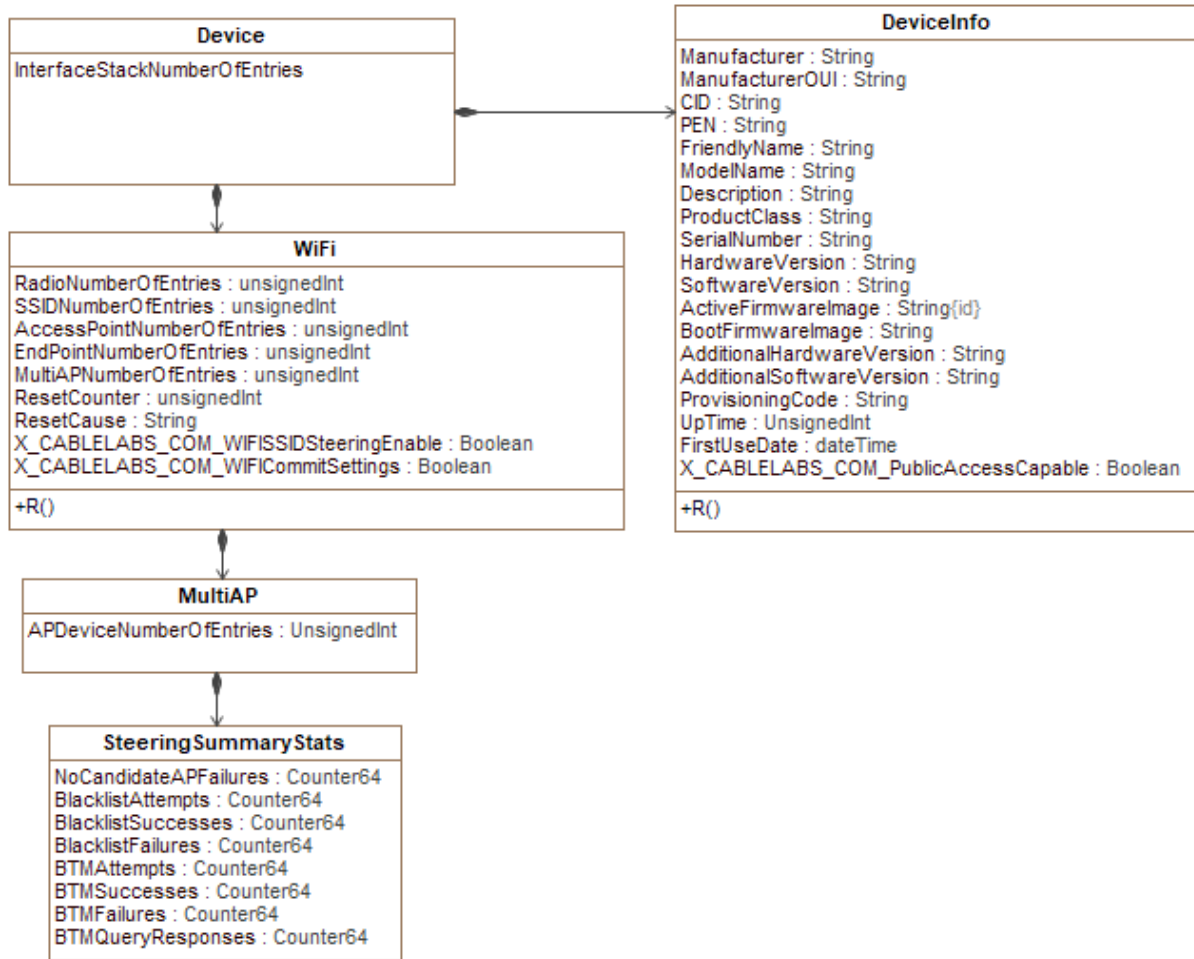 Device
InterfaceStackNumberOfEntries
DeviceInfo
Manufacturer : String
ManufacturerOUI : String
CID : String
PEN : String
FriendlyName : String
ModelName : String
Description : String
ProductClass : String
SerialNumber : String
HardwareVersion : String
SoftwareVersion : String
ActiveFirmwareImage : String{id}
BootFirmwareImage : String
AdditionalHardwareVersion : String
AdditionalSoftwareVersion : String
ProvisioningCode : String
UpTime : UnsignedInt
FirstUseDate : dateTime
X_CABLELABS_COM_PublicAccessCapable : Boolean
+R()
WiFi
RadioNumberOfEntries : unsignedInt
SSIDNumberOfEntries : unsignedInt
AccessPointNumberOfEntries : unsignedInt
EndPointNumberOfEntries : unsignedInt
MultiAPNumberOfEntries : unsignedInt
ResetCounter : unsignedInt
ResetCause : String
X_CABLELABS_COM_WIFISSIDSteeringEnable : Boolean
X_CABLELABS_COM_WIFICommitSettings : Boolean
+R()
MultiAP
APDeviceNumberOfEntries : UnsignedInt
SteeringSummaryStats
NoCandidateAPFailures : Counter64
BlacklistAttempts : Counter64
BlacklistSuccesses : Counter64
BlacklistFailures : Counter64
BTMAttempts : Counter64
BTMSuccesses : Counter64
BTMFailures : Counter64
BTMQueryResponses : Counter64